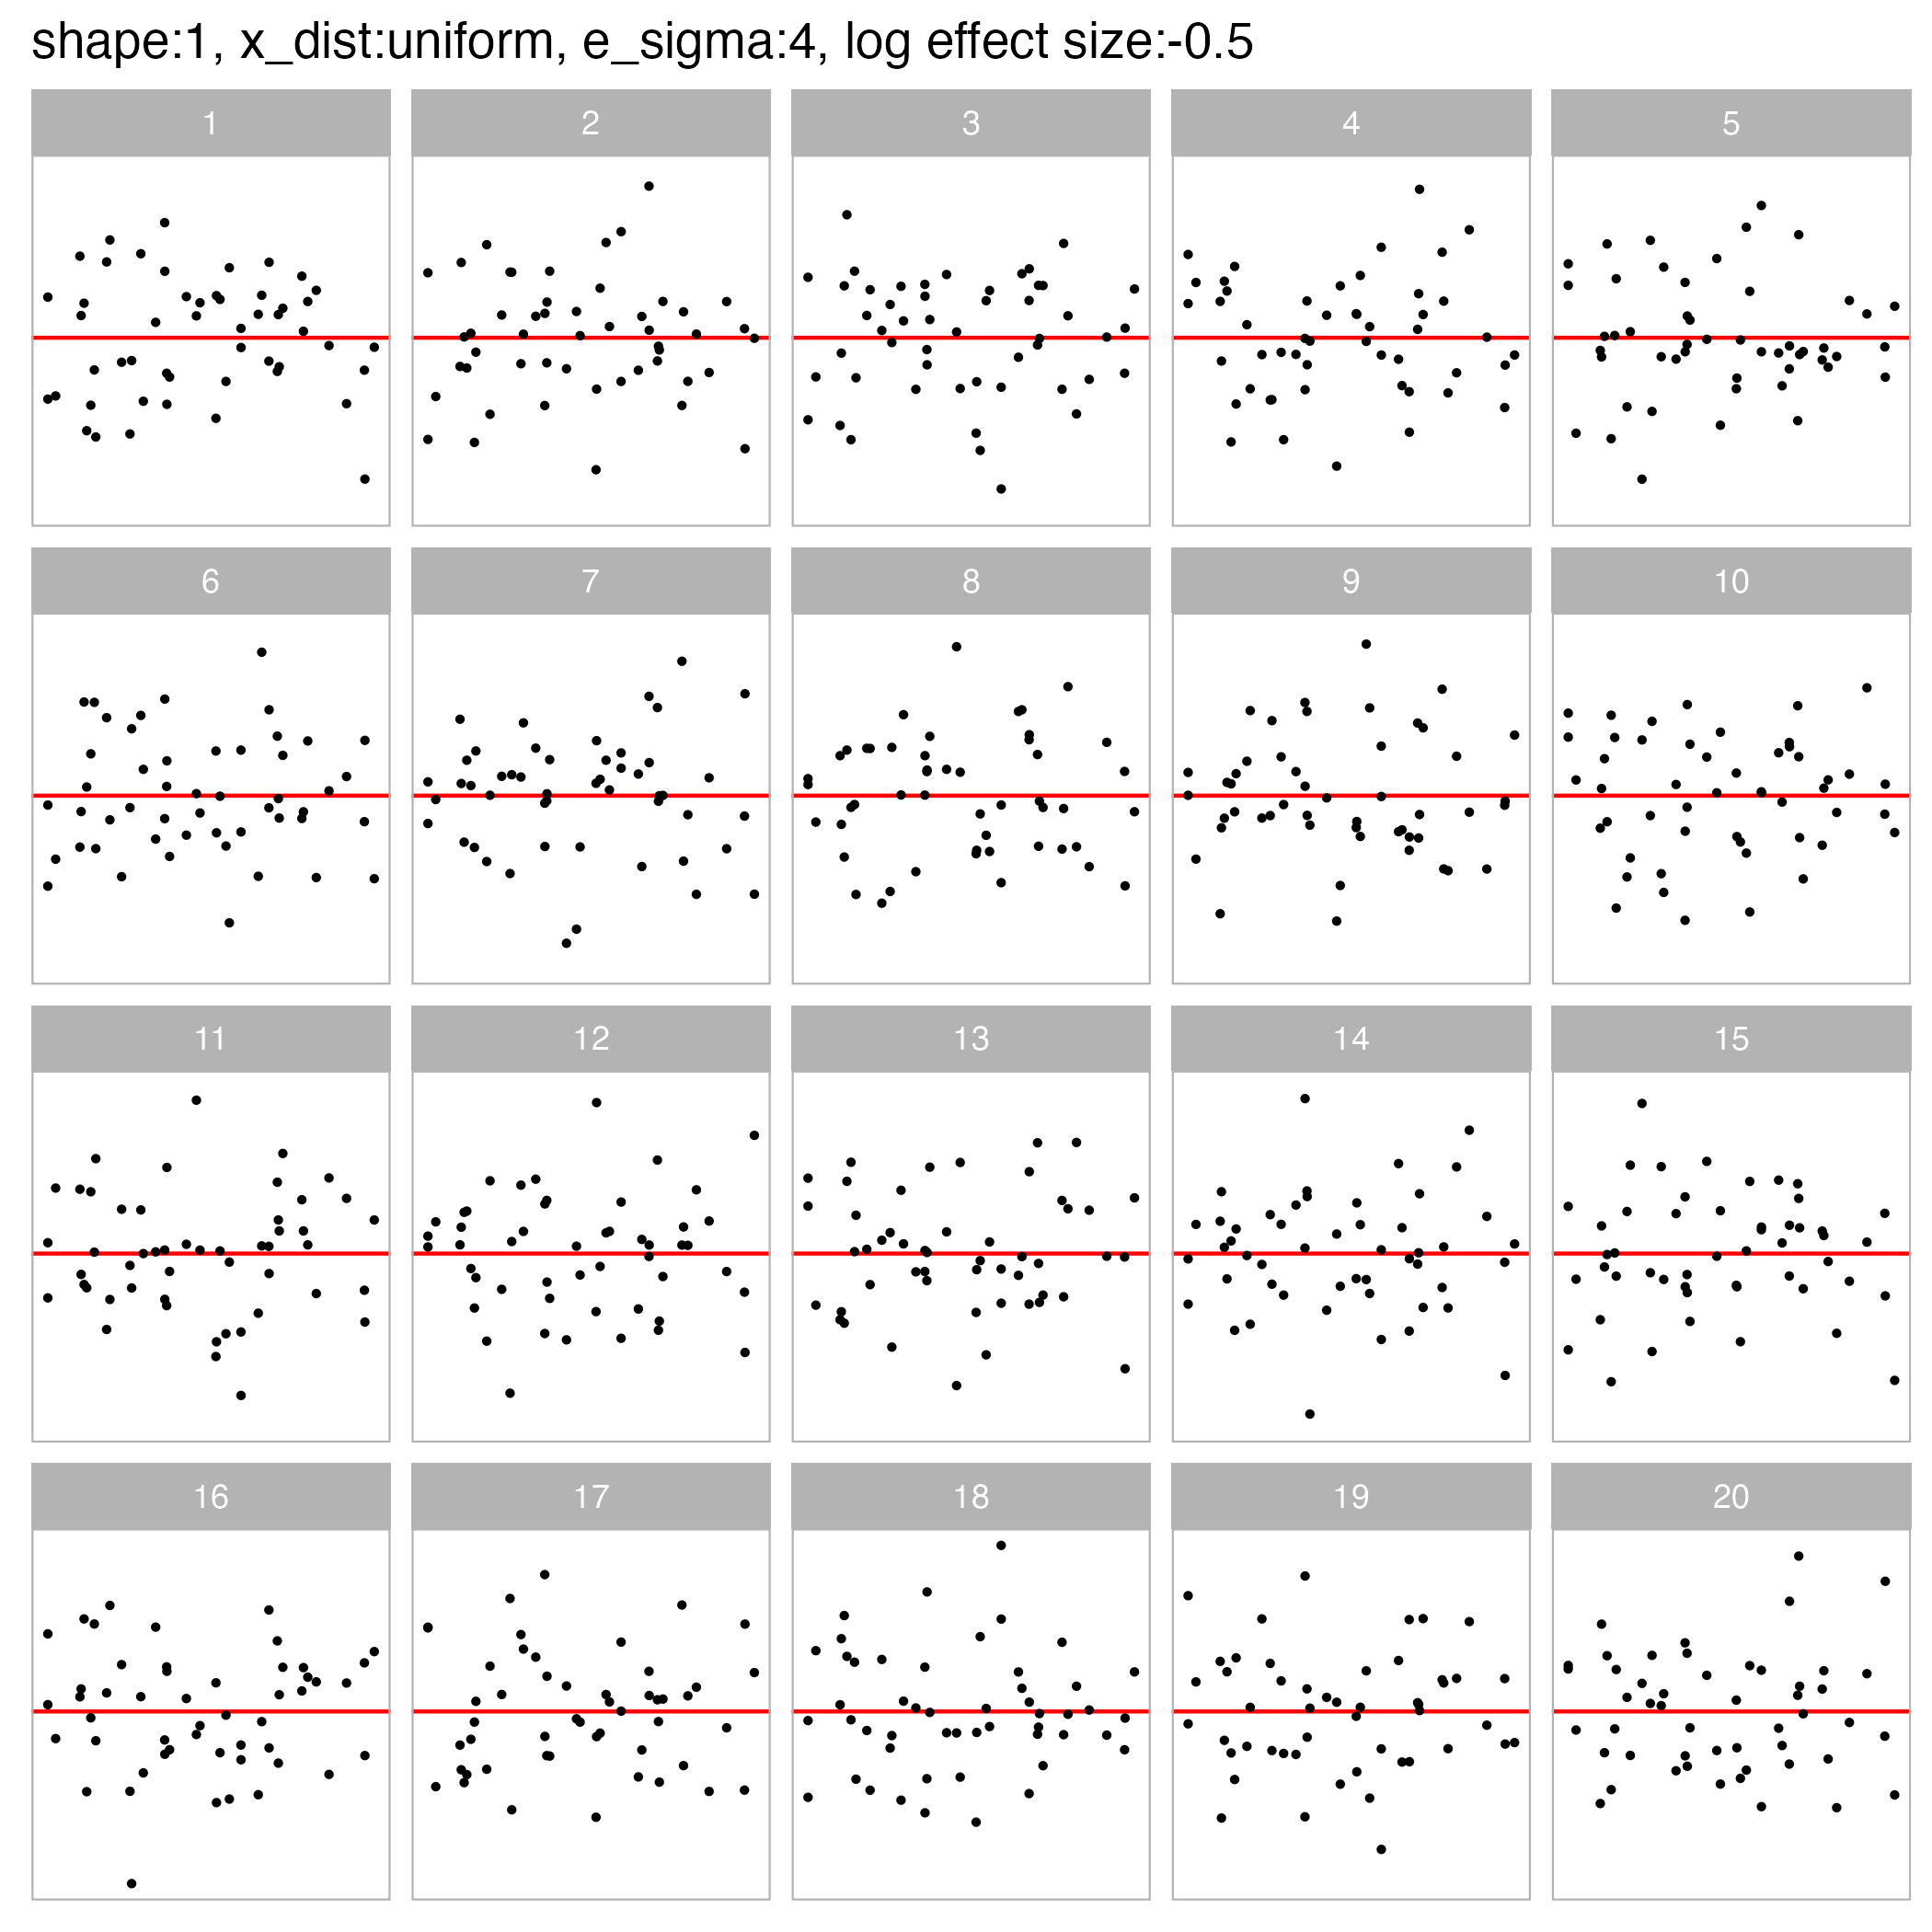 shape:1, x_dist:uniform, e_sigma:4, log effect size:-0.5
1 2 3 4 5
6 7 8 9 10
11 12 13 14 15
16 17 18 19 20